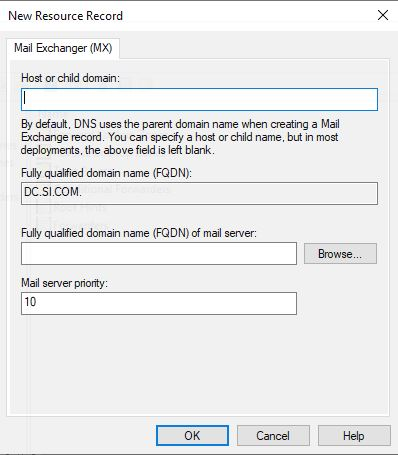 New Resource Record
Mail Exchanger (MX)
Host or child domain:
By default, DNS uses the parent domain name when creating a Mail
Exchange record. You can specify a host or child name, but in most
deployments, the above field is left blank.
Fully qualified domain name (FQDN):
DC.SI.COM.
Fully qualified domain name (FQDN) of mail server:
Browse...
Mail server priority:
10
OK Cancel Help